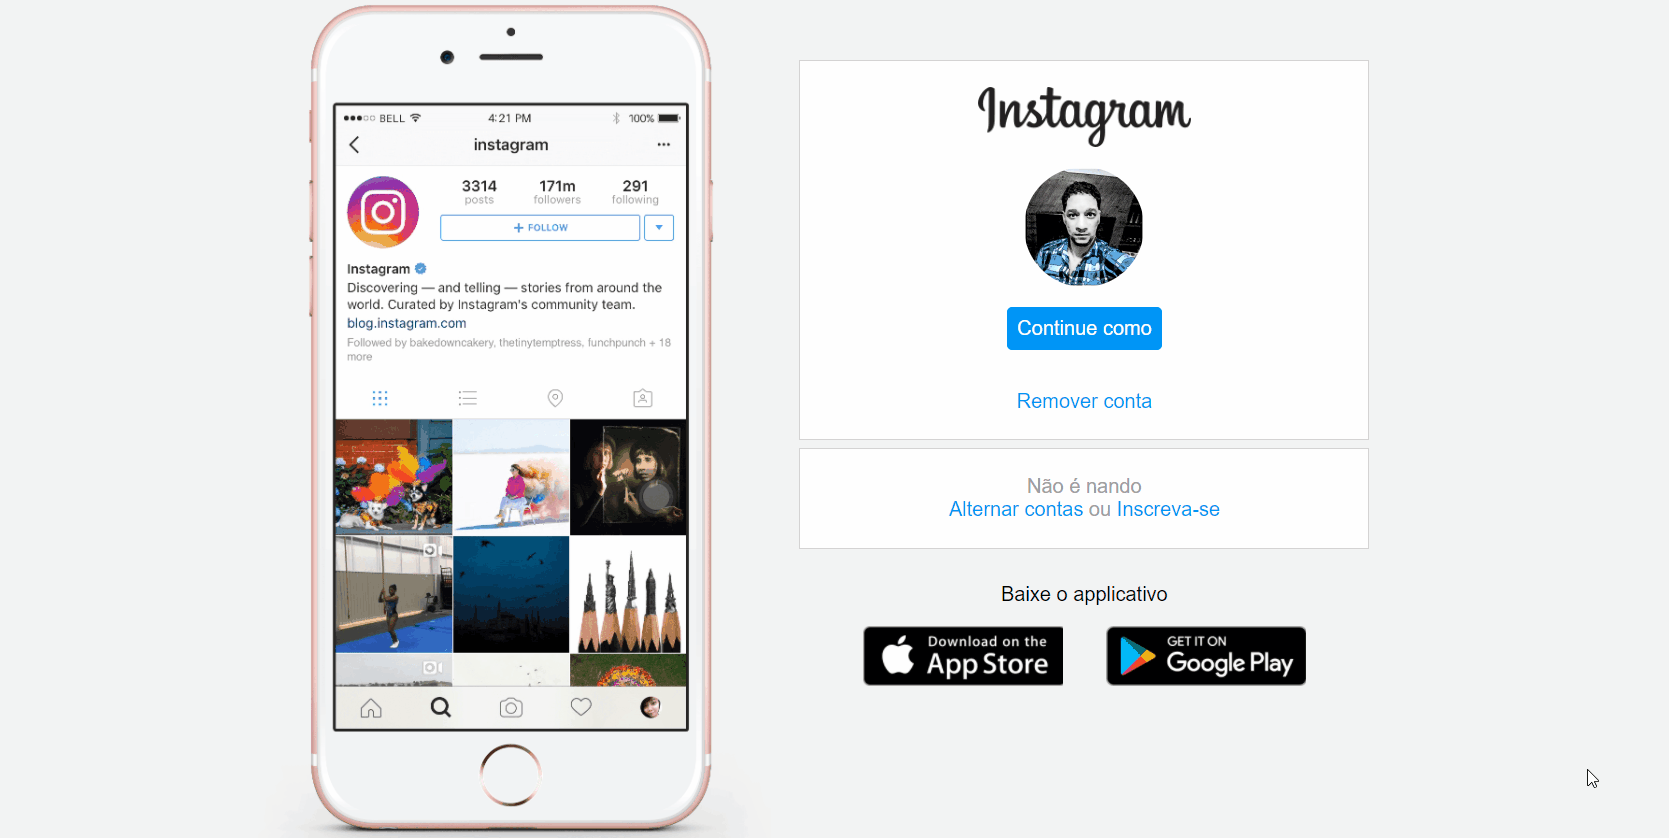 BELL
4:21 PM
100%
instagram
3314
posts
171m
followers
291
following
+ FOLLOW
Instagram
Discovering — and telling — stories from around the
world. Curated by Instagram's community team.
blog.instagram.com
Followed by bakedowncakery, thetinytemptress, funchpunch + 18
more
Instagram
Continue como
Remover conta
Não é nando
Alternar contas ou Inscreva-se
Baixe o applicativo
Download on the
App Store
GET IT ON
Google Play